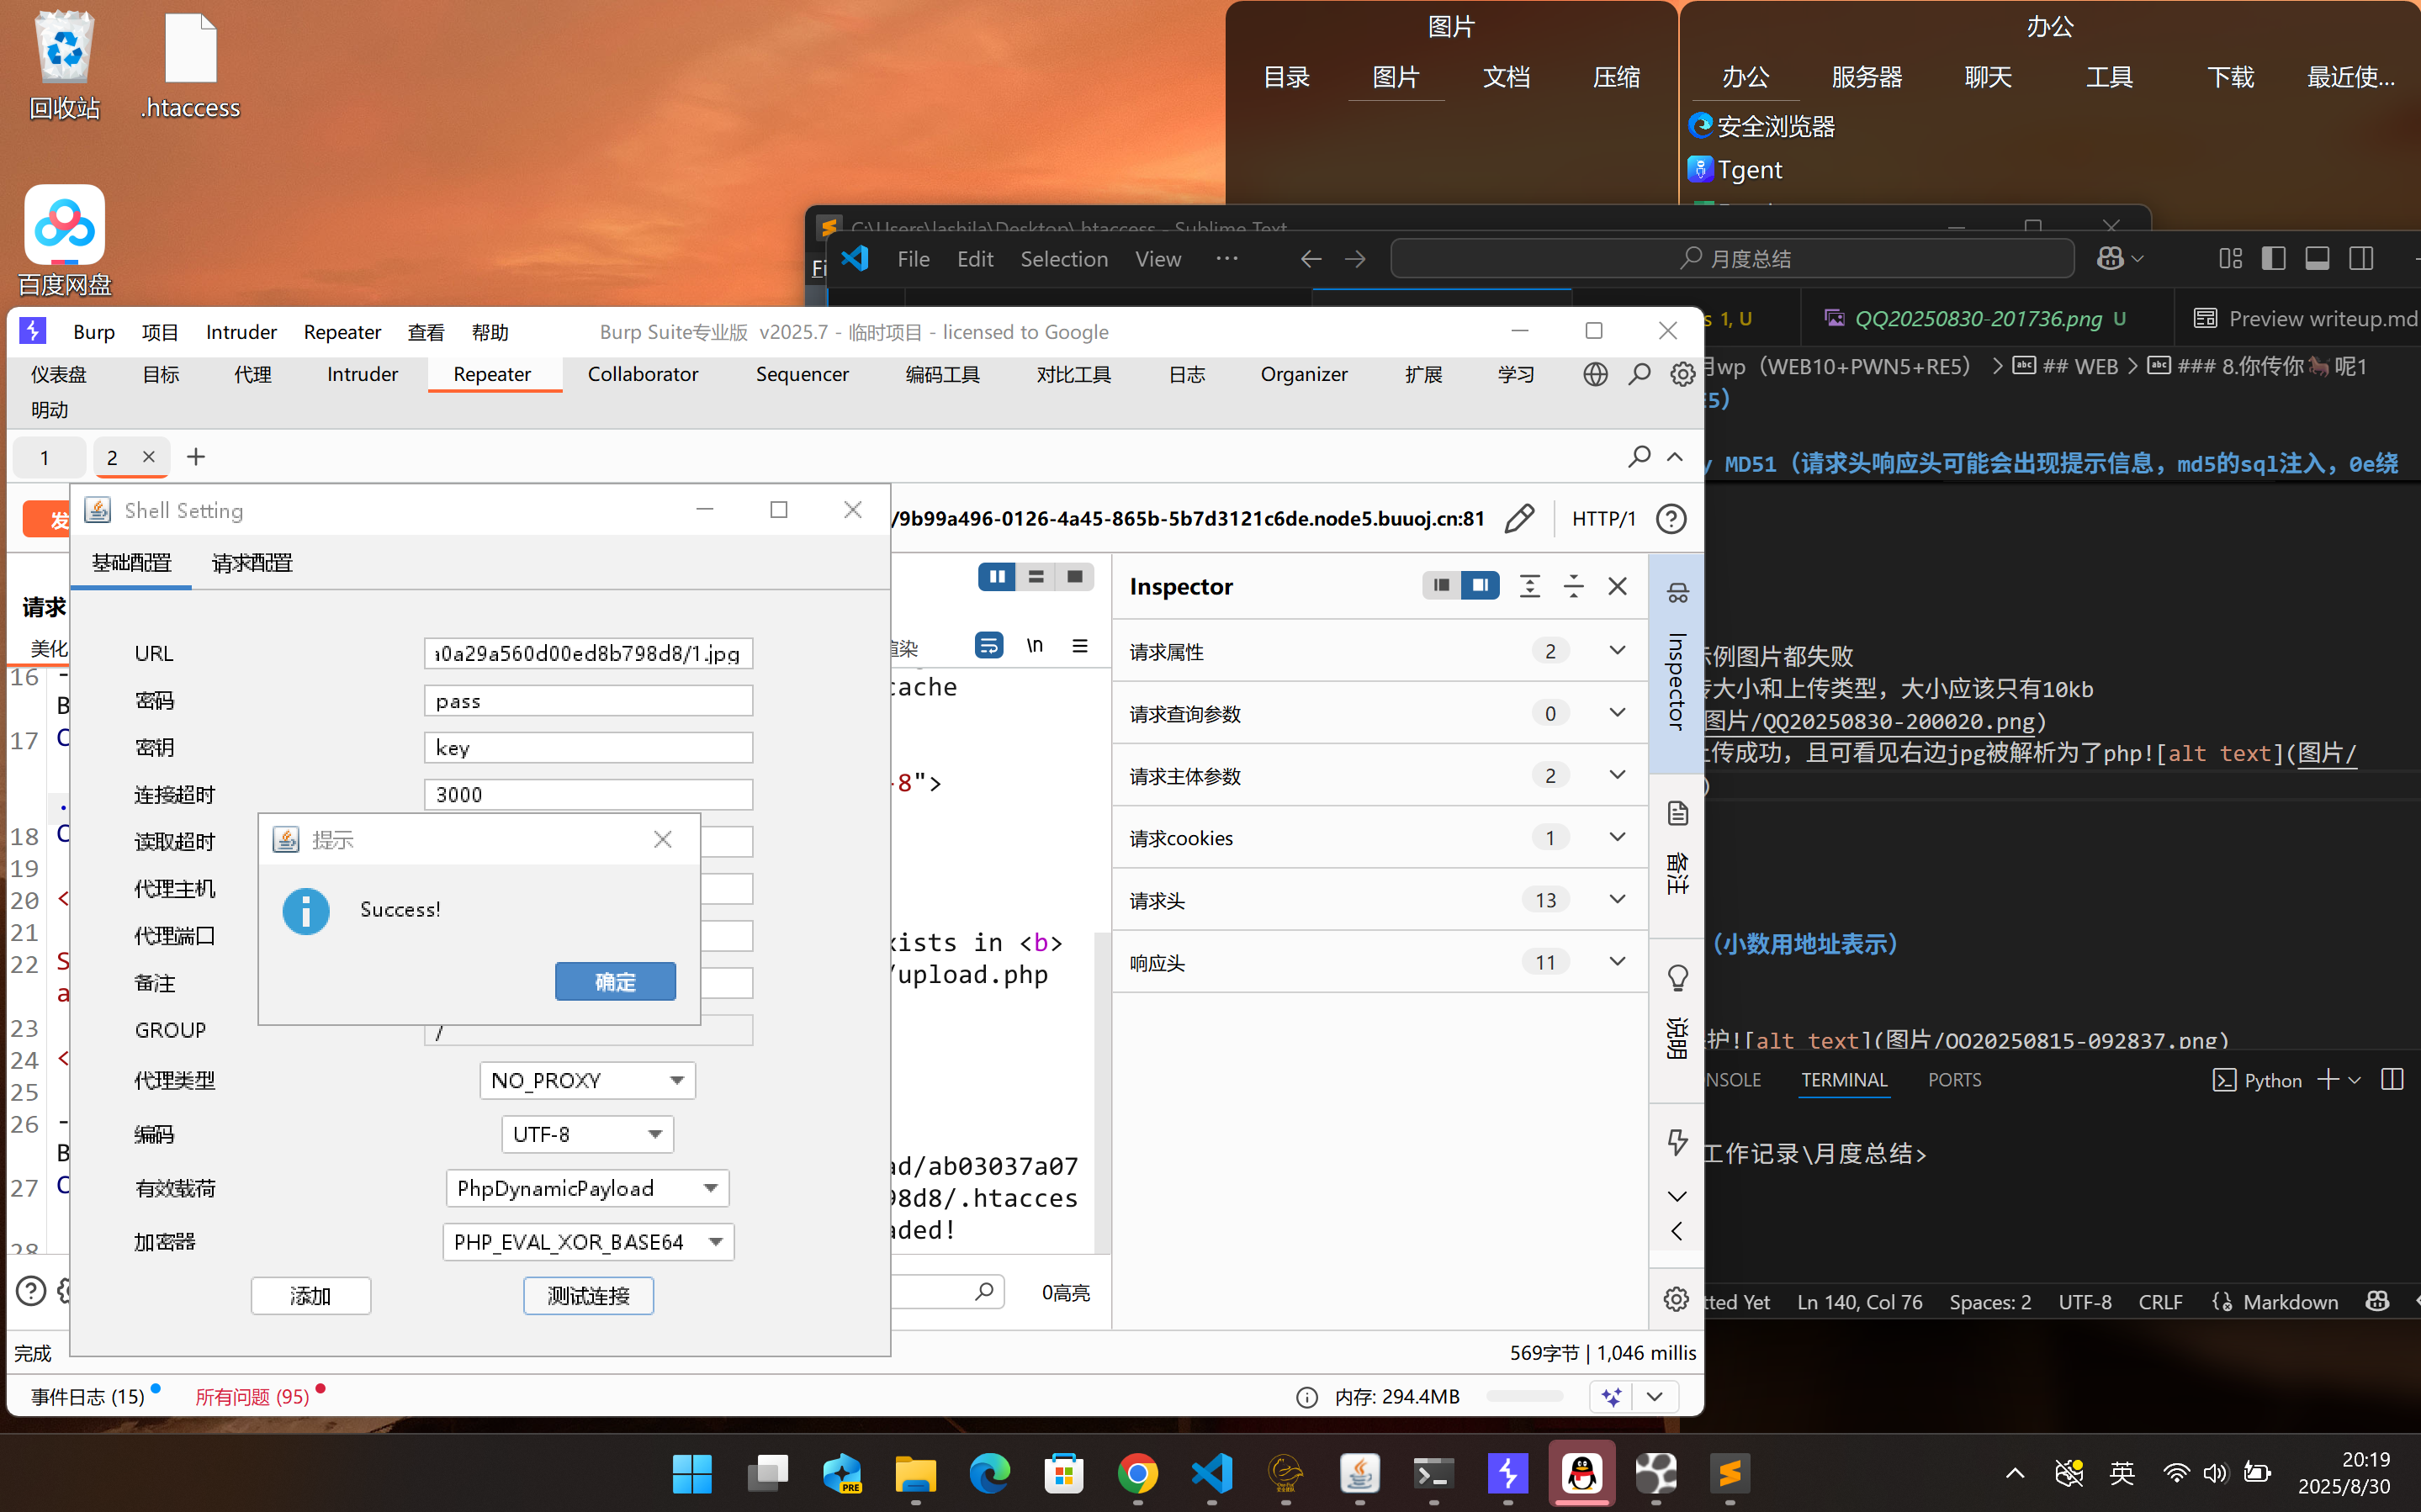 回收站
.htaccess
百度网盘
图片
目录 图片 文档 压缩
办公
办公 服务器 聊天 工具 下载 最近使...
安全浏览器
Tgent
C:\Users\lashila\Desktop\.htaccess - Sublime Text
Fi
File Edit Selection View ···
月度总结
s 1, U
QQ20250830-201736.png U
Preview writeup.md
月wp（WEB10+PWN5+RE5） > ## WEB > ### 8.你传你🐎呢1
E5）
y MD51（请求头响应头可能会出现提示信息，md5的sql注入，0e绕
示例图片都失败
传大小和上传类型，大小应该只有10kb
图片/QQ20250830-200020.png)
上传成功，且可看见右边jpg被解析为了php![alt text](图片/
)
（小数用地址表示）
护![alt text](图片/QQ20250815-092837.png)
NSOLE TERMINAL PORTS
Python
工作记录\月度总结>
tted Yet Ln 140, Col 76 Spaces: 2 UTF-8 CRLF Markdown
Burp 项目 Intruder Repeater 查看 帮助
Burp Suite专业版 v2025.7 - 临时项目 - licensed to Google
仪表盘 目标 代理 Intruder Repeater Collaborator Sequencer 编码工具 对比工具 日志 Organizer 扩展 学习
明动
1 2 × +
发
/9b99a496-0126-4a45-865b-5b7d3121c6de.node5.buuoj.cn:81
HTTP/1
请求
美化
渲染
\n
16 -
B
17 C
18 C
19
20 <
21
22 S
a
23
24 <
25
26 -
B
27 C
28
cache
-8">
xists in <b>
/upload.php
ad/ab03037a07
98d8/.htacces
aded!
0高亮
Inspector
请求属性 2
请求查询参数 0
请求主体参数 2
请求cookies 1
请求头 13
响应头 11
Inspector
备注
说明
完成
569字节 | 1,046 millis
事件日志 (15)
所有问题 (95)
内存: 294.4MB
Shell Setting
基础配置 请求配置
URL a0a29a560d00ed8b798d8/1.jpg
密码 pass
密钥 key
连接超时 3000
读取超时
代理主机
代理端口
备注
GROUP /
代理类型 NO_PROXY
编码 UTF-8
有效载荷 PhpDynamicPayload
加密器 PHP_EVAL_XOR_BASE64
添加 测试连接
提示
Success!
确定
PRE
英
20:19
2025/8/30